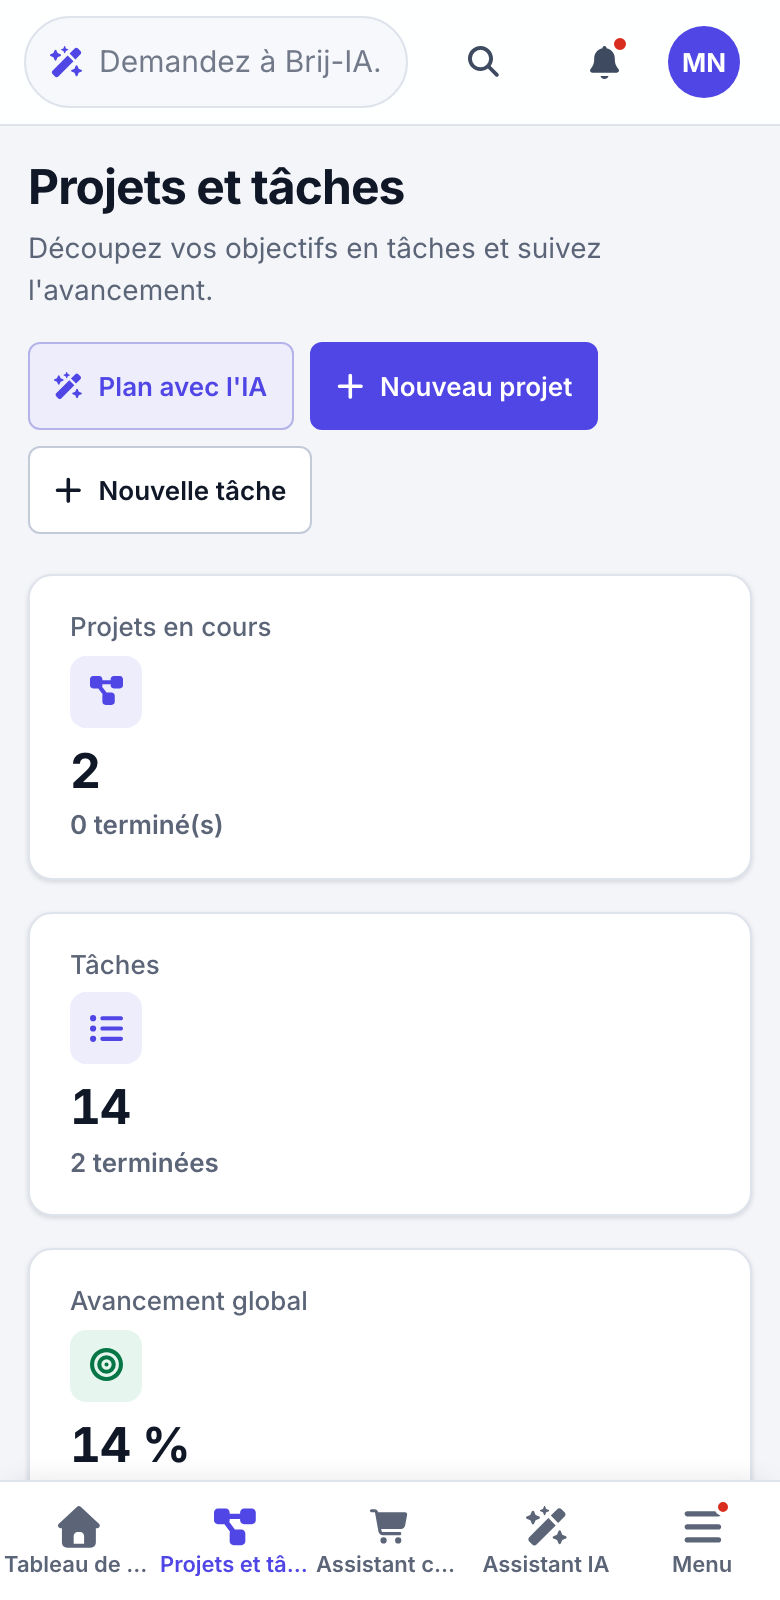 Demandez à Brij-IA.
MN
Projets et tâches
Découpez vos objectifs en tâches et suivez
l'avancement.
Plan avec l'IA
Nouveau projet
Nouvelle tâche
Projets en cours
2
0 terminé(s)
Tâches
14
2 terminées
Avancement global
14 %
Tableau de ...
Projets et tâ...
Assistant c...
Assistant IA
Menu